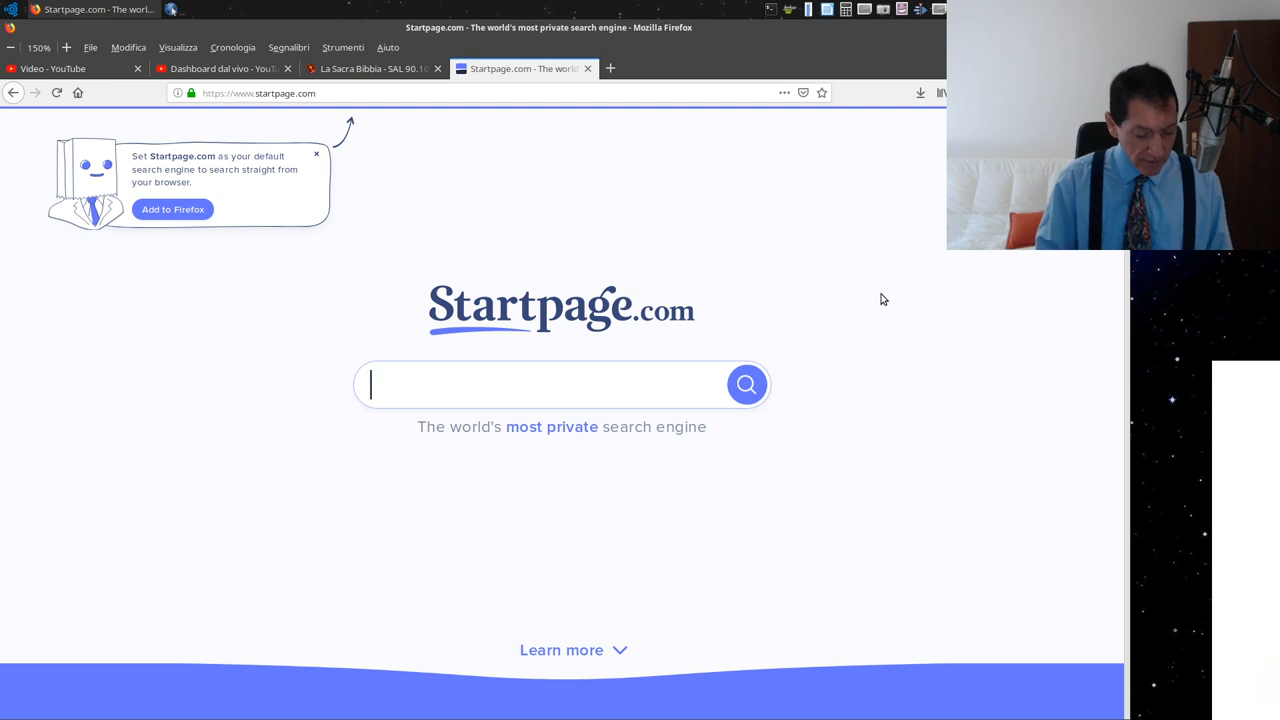 Startpage.com - The worl...
Startpage.com - The world's most private search engine - Mozilla Firefox
150% File Modifica Visualizza Cronologia Segnalibri Strumenti Aiuto
Video - YouTube
Dashboard dal vivo - YouTu
La Sacra Bibbia - SAL 90.10
Startpage.com - The world
https://www.startpage.com
Set Startpage.com as your default
search engine to search straight from
your browser.
Add to Firefox
Startpage.com
The world's most private search engine
Learn more